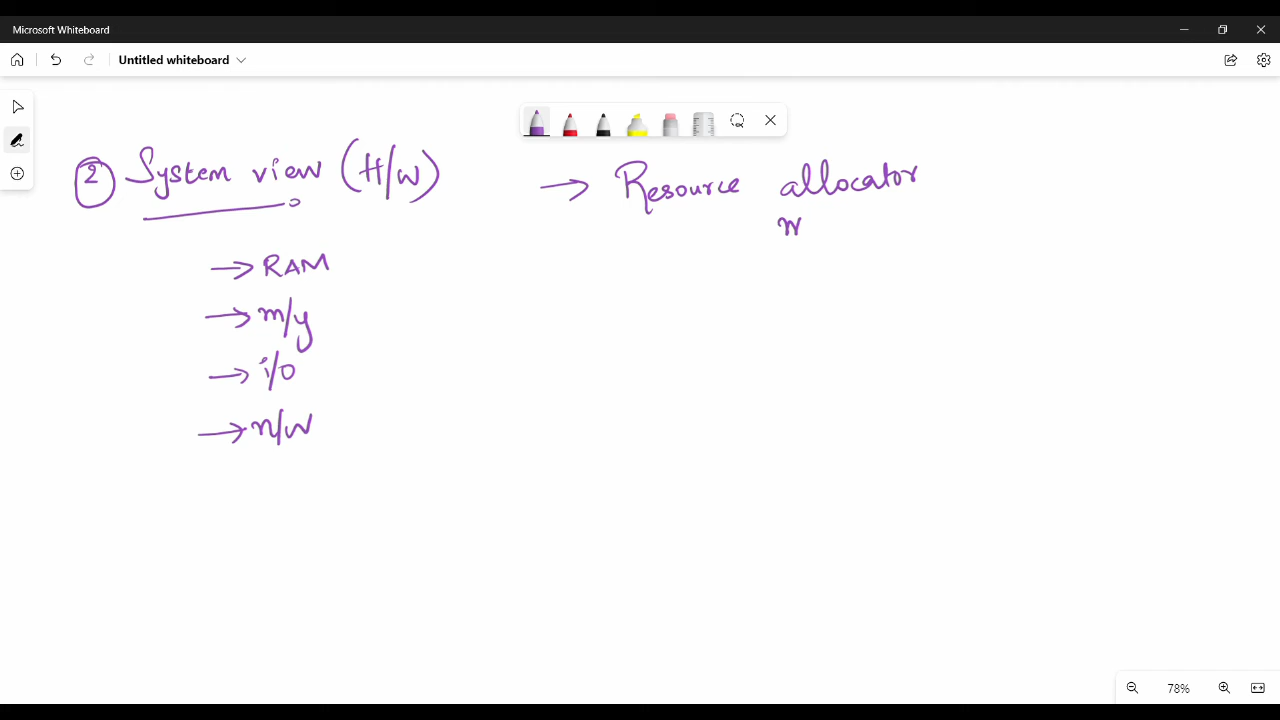 Microsoft Whiteboard
Untitled whiteboard
② System view (H/W) → Resource allocator
→ RAM
→ m/y
→ i/o
→ n/w
78%